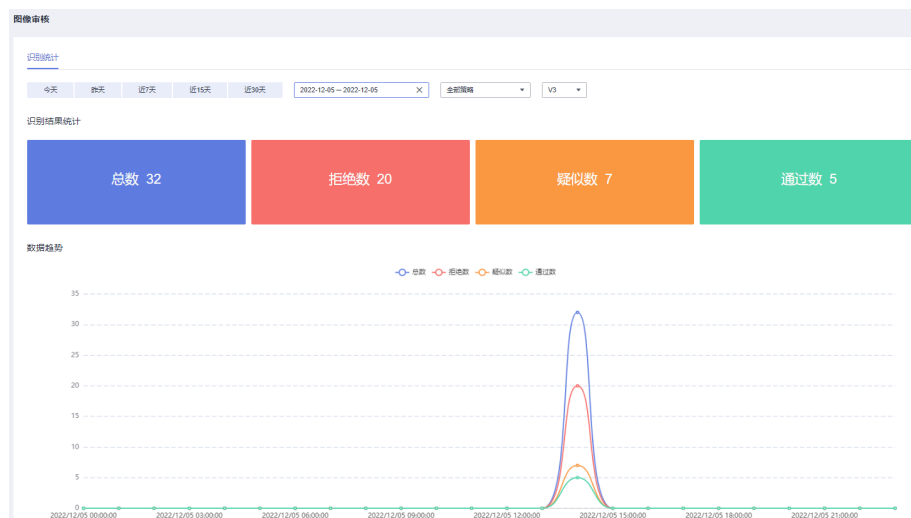 图像审核
识别统计
今天 昨天 近7天 近15天 近30天 2022-12-05 – 2022-12-05 × 全部策略 V3
识别结果统计
总数 32 拒绝数 20 疑似数 7 通过数 5
数据趋势
总数 拒绝数 疑似数 通过数
35
30
25
20
15
10
5
0
2022/12/05 00:00:00 2022/12/05 03:00:00 2022/12/05 06:00:00 2022/12/05 09:00:00 2022/12/05 12:00:00 2022/12/05 15:00:00 2022/12/05 18:00:00 2022/12/05 21:00:00